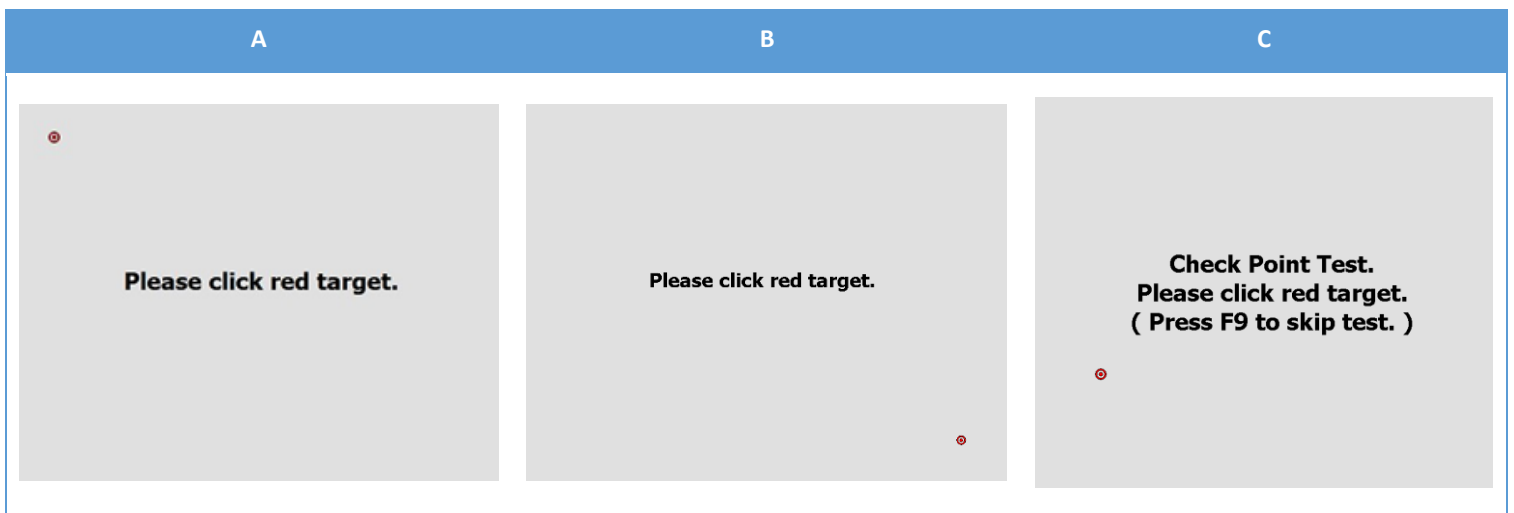 A
B
C
Please click red target.
Please click red target.
Check Point Test.
Please click red target.
( Press F9 to skip test. )